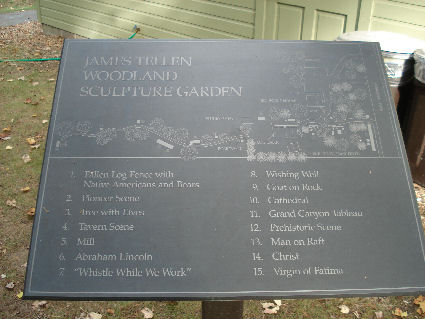 JAMES TELLEN
WOODLAND
SCULPTURE GARDEN
1. Fallen Log Fence with
Native Americans and Bears
2. Pioneer Scene
3. Tree with Elves
4. Tavern Scene
5. Mill
6. Abraham Lincoln
7. "Whistle While We Work"
8. Wishing Well
9. Goat on Rock
10. Cathedral
11. Grand Canyon Tableau
12. Prehistoric Scene
13. Man on Raft
14. Christ
15. Virgin of Fatima